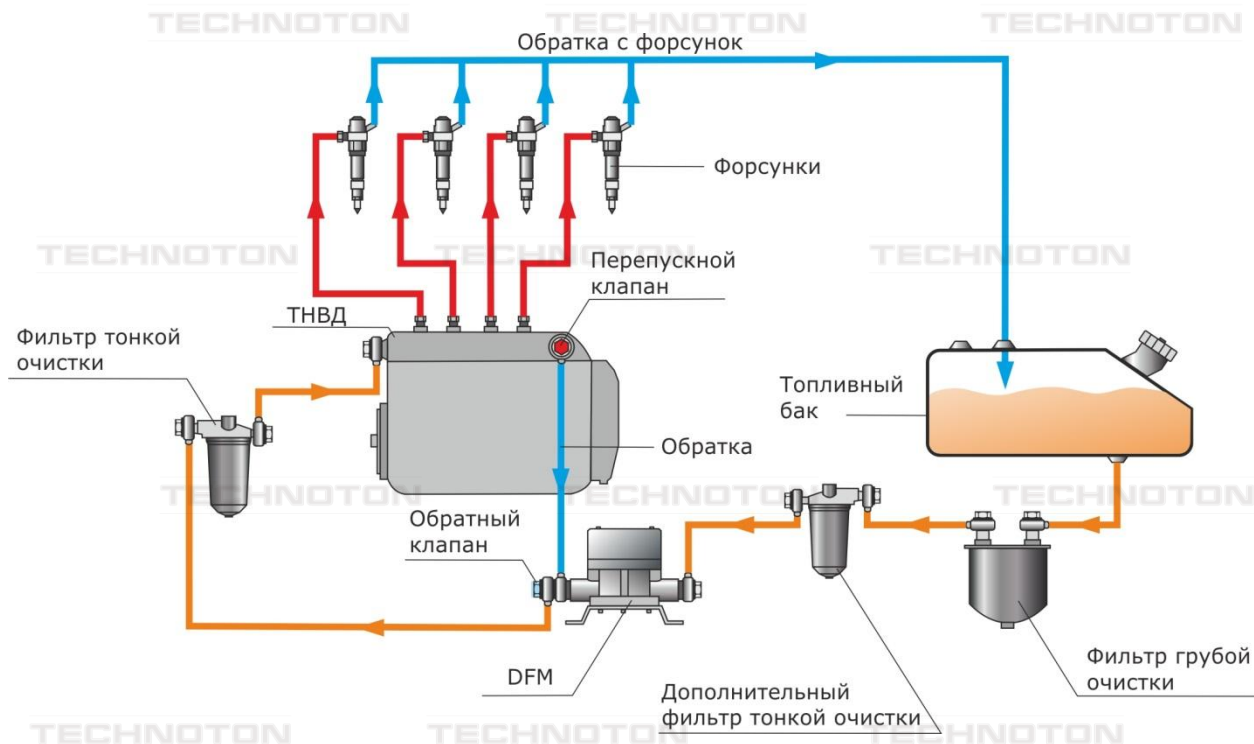 TECHNOTON TECHNOTON TECHNOTON
Обратка с форсунок
Форсунки
TECHNOTON TECHNOTON TECHNOTON
Перепускной
клапан
ТНВД
Фильтр тонкой
очистки
Топливный
бак
Обратка
TECHNOTON TECHNOTON TECHNOTON
Обратный
клапан
DFM
Дополнительный
фильтр тонкой очистки
Фильтр грубой
очистки
TECHNOTON TECHNOTON TECHNOTON